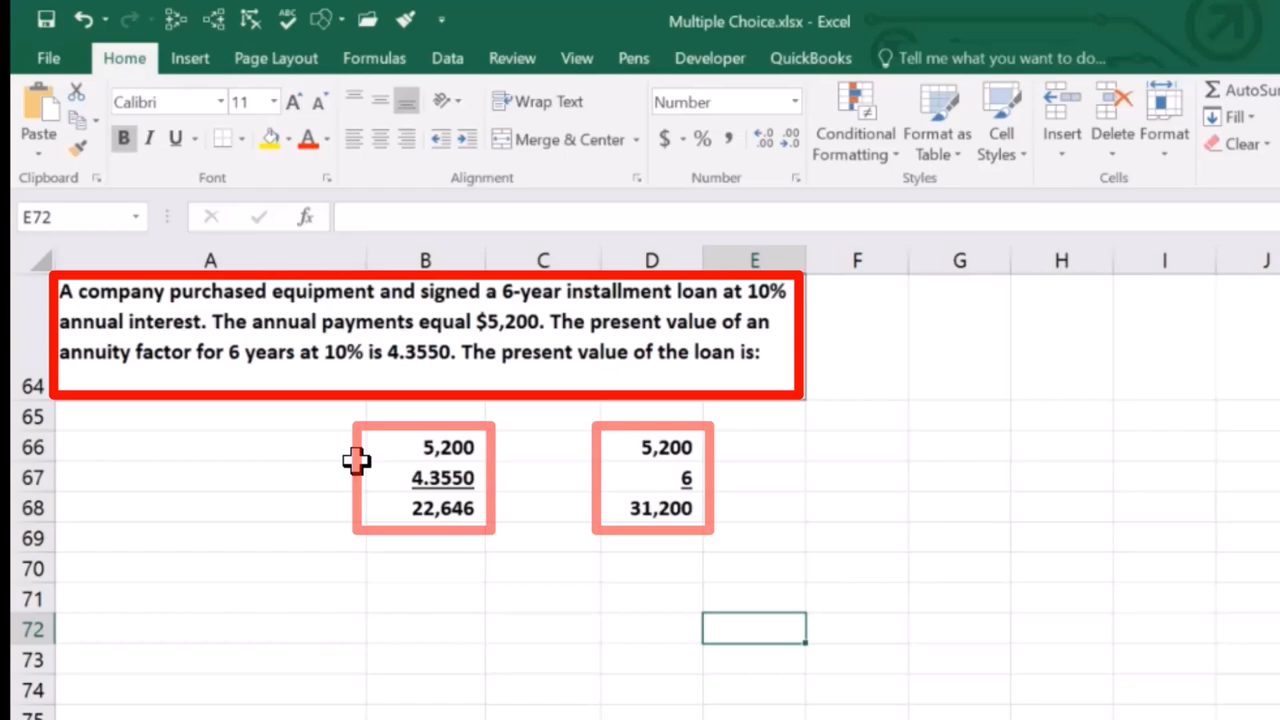 Multiple Choice.xlsx - Excel
File Home Insert Page Layout Formulas Data Review View Pens Developer QuickBooks Tell me what you want to do...
Calibri 11 Wrap Text Number AutoSu
Paste B I U Merge & Center $ % Conditional Formatting Format as Table Cell Styles Insert Delete Format Fill Clear
Clipboard Font Alignment Number Styles Cells
E72 fx
A B C D E F G H I J
A company purchased equipment and signed a 6-year installment loan at 10%
annual interest. The annual payments equal $5,200. The present value of an
annuity factor for 6 years at 10% is 4.3550. The present value of the loan is:
64
65
66 5,200 5,200
67 4.3550 6
68 22,646 31,200
69
70
71
72
73
74
75